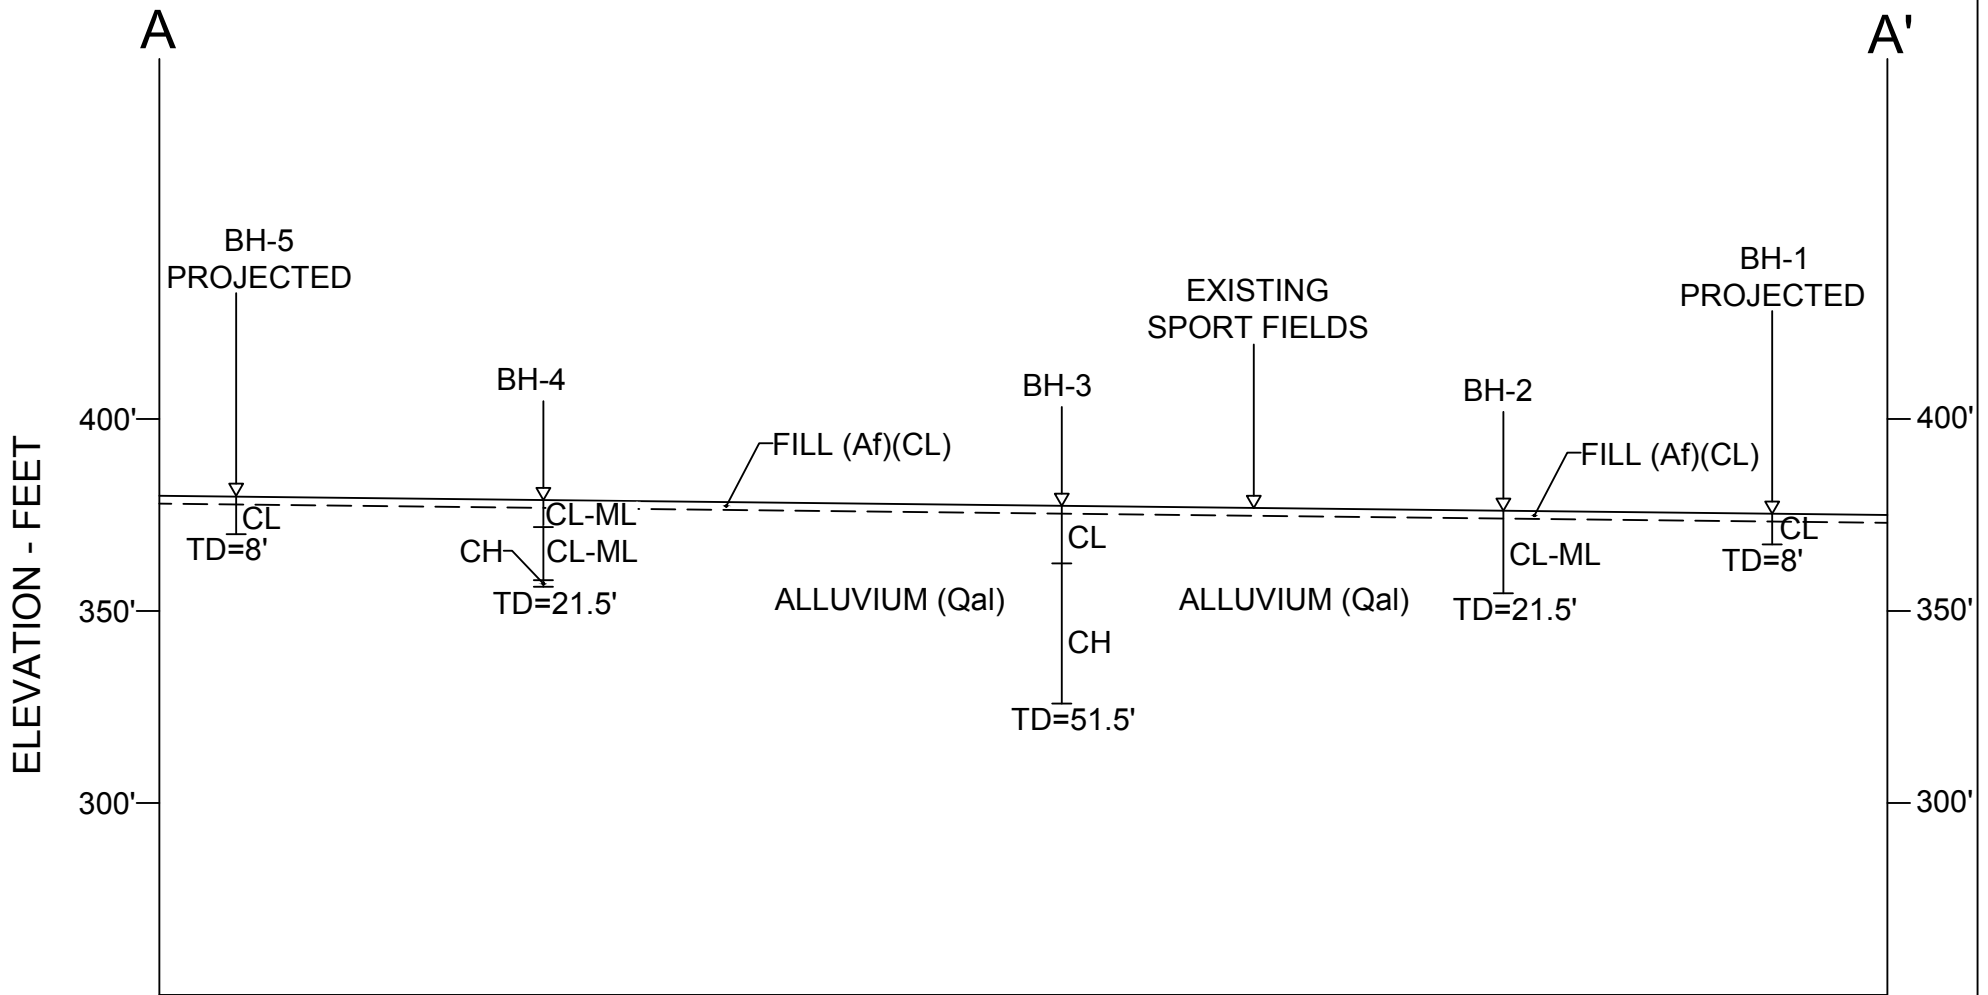 A
A'
BH-5
PROJECTED
BH-1
PROJECTED
EXISTING
SPORT FIELDS
BH-4
BH-3
BH-2
400'
400'
FILL (Af)(CL)
FILL (Af)(CL)
ELEVATION - FEET
CL
CL-ML
CL
CL
TD=8'
CH
CL-ML
CL-ML
TD=8'
TD=21.5'
ALLUVIUM (Qal)
ALLUVIUM (Qal)
TD=21.5'
350'
350'
CH
TD=51.5'
300'
300'